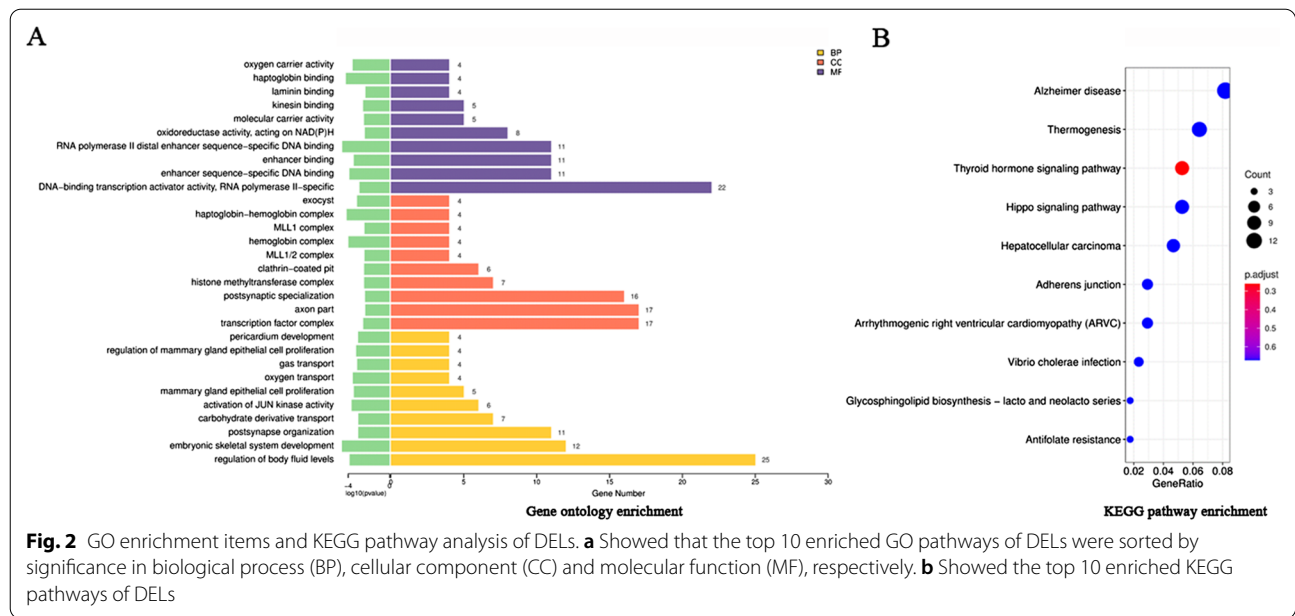 A
BP
CC
MF
oxygen carrier activity 4
haptoglobin binding 4
laminin binding 4
kinesin binding 5
molecular carrier activity 5
oxidoreductase activity, acting on NAD(P)H 8
RNA polymerase II distal enhancer sequence−specific DNA binding 11
enhancer binding 11
enhancer sequence−specific DNA binding 11
DNA−binding transcription activator activity, RNA polymerase II−specific 22
exocyst 4
haptoglobin−hemoglobin complex 4
MLL1 complex 4
hemoglobin complex 4
MLL1/2 complex 4
clathrin−coated pit 6
histone methyltransferase complex 7
postsynaptic specialization 16
axon part 17
transcription factor complex 17
pericardium development 4
regulation of mammary gland epithelial cell proliferation 4
gas transport 4
oxygen transport 4
mammary gland epithelial cell proliferation 5
activation of JUN kinase activity 6
carbohydrate derivative transport 7
postsynapse organization 11
embryonic skeletal system development 12
regulation of body fluid levels 25
−4 0 0 5 10 15 20 25 30
log10(pvalue) Gene Number
Gene ontology enrichment
B
Alzheimer disease
Thermogenesis
Thyroid hormone signaling pathway
Hippo signaling pathway
Hepatocellular carcinoma
Adherens junction
Arrhythmogenic right ventricular cardiomyopathy (ARVC)
Vibrio cholerae infection
Glycosphingolipid biosynthesis − lacto and neolacto series
Antifolate resistance
0.02 0.04 0.06 0.08
GeneRatio
Count
3
6
9
12
p.adjust
0.3
0.4
0.5
0.6
KEGG pathway enrichment
Fig. 2 GO enrichment items and KEGG pathway analysis of DELs. a Showed that the top 10 enriched GO pathways of DELs were sorted by
significance in biological process (BP), cellular component (CC) and molecular function (MF), respectively. b Showed the top 10 enriched KEGG
pathways of DELs